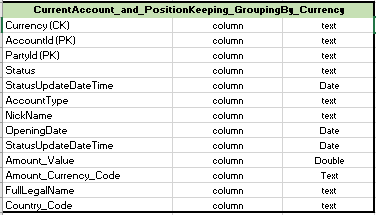 CurrentAccount_and_PositionKeeping_GroupingBy_Currency
Currency(CK) column text
AccountId(PK) column text
PartyId(PK) column text
Status column text
StatusUpdateDateTime column Date
AccountType column text
NickName column text
OpeningDate column Date
StatusUpdateDateTime column Date
Amount_Value column Double
Amount_Currency_Code column Text
FullLegalName column text
Country_Code column text